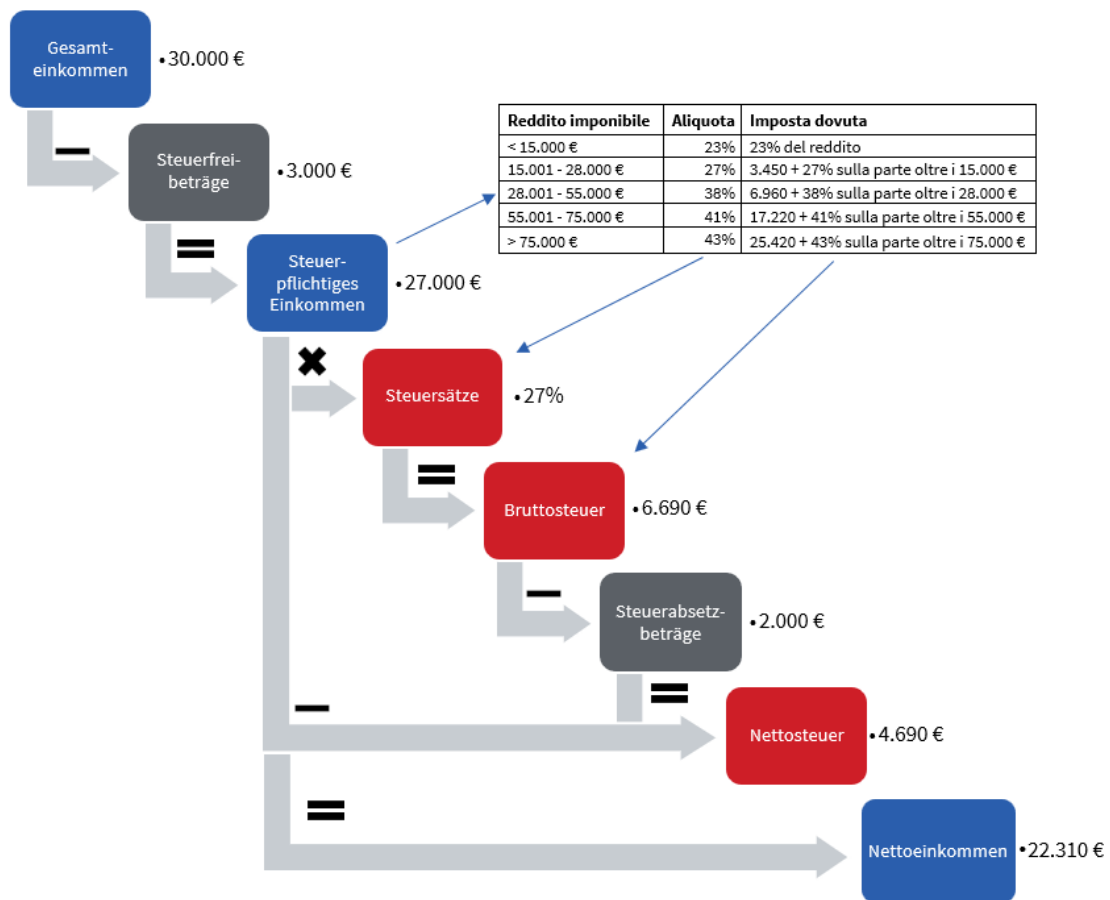 Gesamt-
einkommen
• 30.000 €
Steuerfrei-
beträge
• 3.000 €
Reddito imponibile Aliquota Imposta dovuta
< 15.000 € 23% 23% del reddito
15.001 - 28.000 € 27% 3.450 + 27% sulla parte oltre i 15.000 €
28.001 - 55.000 € 38% 6.960 + 38% sulla parte oltre i 28.000 €
55.001 - 75.000 € 41% 17.220 + 41% sulla parte oltre i 55.000 €
> 75.000 € 43% 25.420 + 43% sulla parte oltre i 75.000 €
Steuer-
pflichtiges
Einkommen
• 27.000 €
Steuersätze
• 27%
Bruttosteuer
• 6.690 €
Steuerabsetz-
beträge
• 2.000 €
Nettosteuer
• 4.690 €
Nettoeinkommen
• 22.310 €